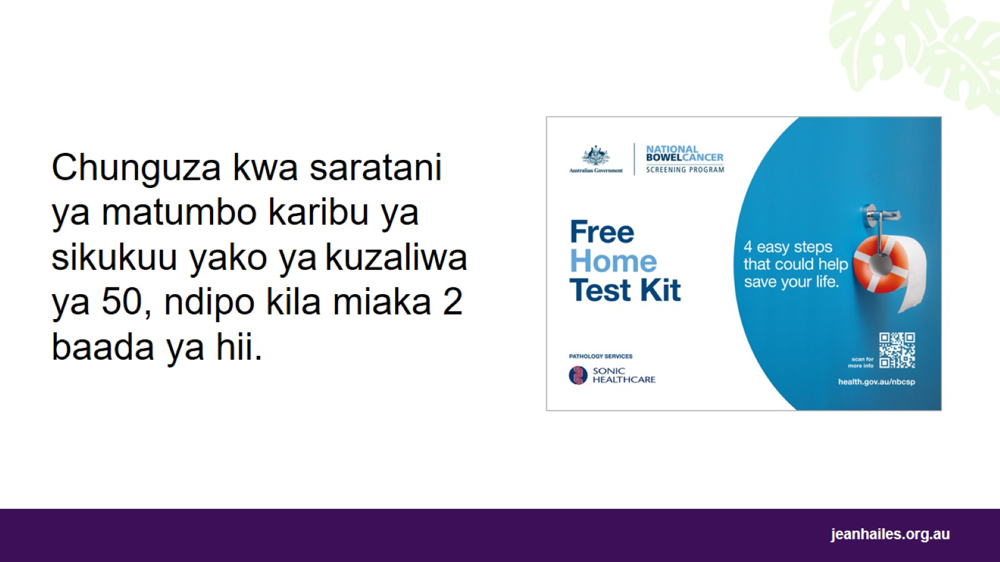 Chunguza kwa saratani
ya matumbo karibu ya
sikukuu yako ya kuzaliwa
ya 50, ndipo kila miaka 2
baada ya hii.
Australian Government
NATIONAL
BOWELCANCER
SCREENING PROGRAM
Free
Home
Test Kit
4 easy steps
that could help
save your life.
PATHOLOGY SERVICES
SONIC
HEALTHCARE
scan for
more info
health.gov.au/nbcsp
jeanhailes.org.au